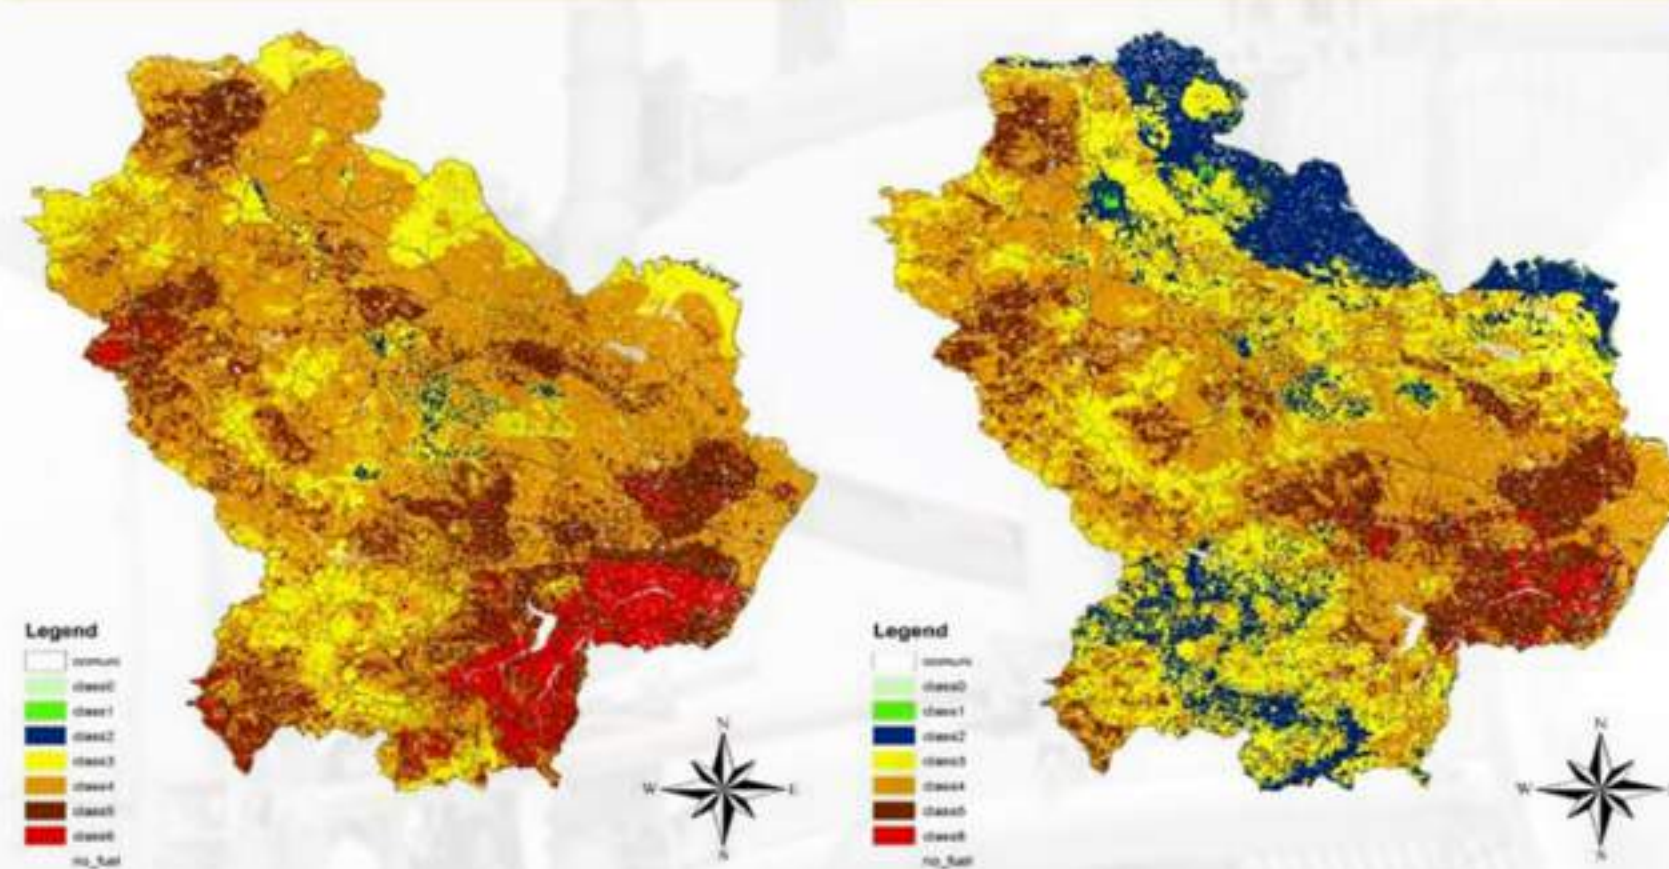 Legend
comuni
class0
class1
class2
class3
class4
class5
class6
no_fuel
N
W
E
Legend
comuni
class0
class1
class2
class3
class4
class5
class6
no_fuel
N
W